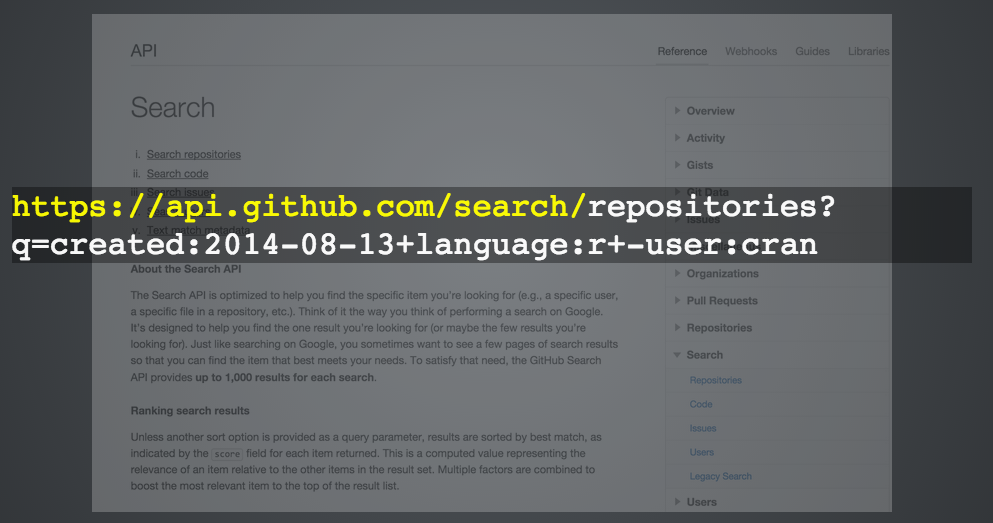 API
Reference Webhooks Guides Libraries
Search
i. Search repositories
ii. Search code
iii. Search issues
https://api.github.com/search/repositories?
q=created:2014-08-13+language:r+-user:cran
v. Text match metadata
About the Search API
The Search API is optimized to help you find the specific item you're looking for (e.g., a specific user,
a specific file in a repository, etc.). Think of it the way you think of performing a search on Google.
It's designed to help you find the one result you're looking for (or maybe the few results you're
looking for). Just like searching on Google, you sometimes want to see a few pages of search results
so that you can find the item that best meets your needs. To satisfy that need, the GitHub Search
API provides up to 1,000 results for each search.
Ranking search results
Unless another sort option is provided as a query parameter, results are sorted by best match, as
indicated by the score field for each item returned. This is a computed value representing the
relevance of an item relative to the other items in the result set. Multiple factors are combined to
boost the most relevant item to the top of the result list.
Overview
Activity
Gists
Git Data
Issues
Organizations
Pull Requests
Repositories
Search
Repositories
Code
Issues
Users
Legacy Search
Users